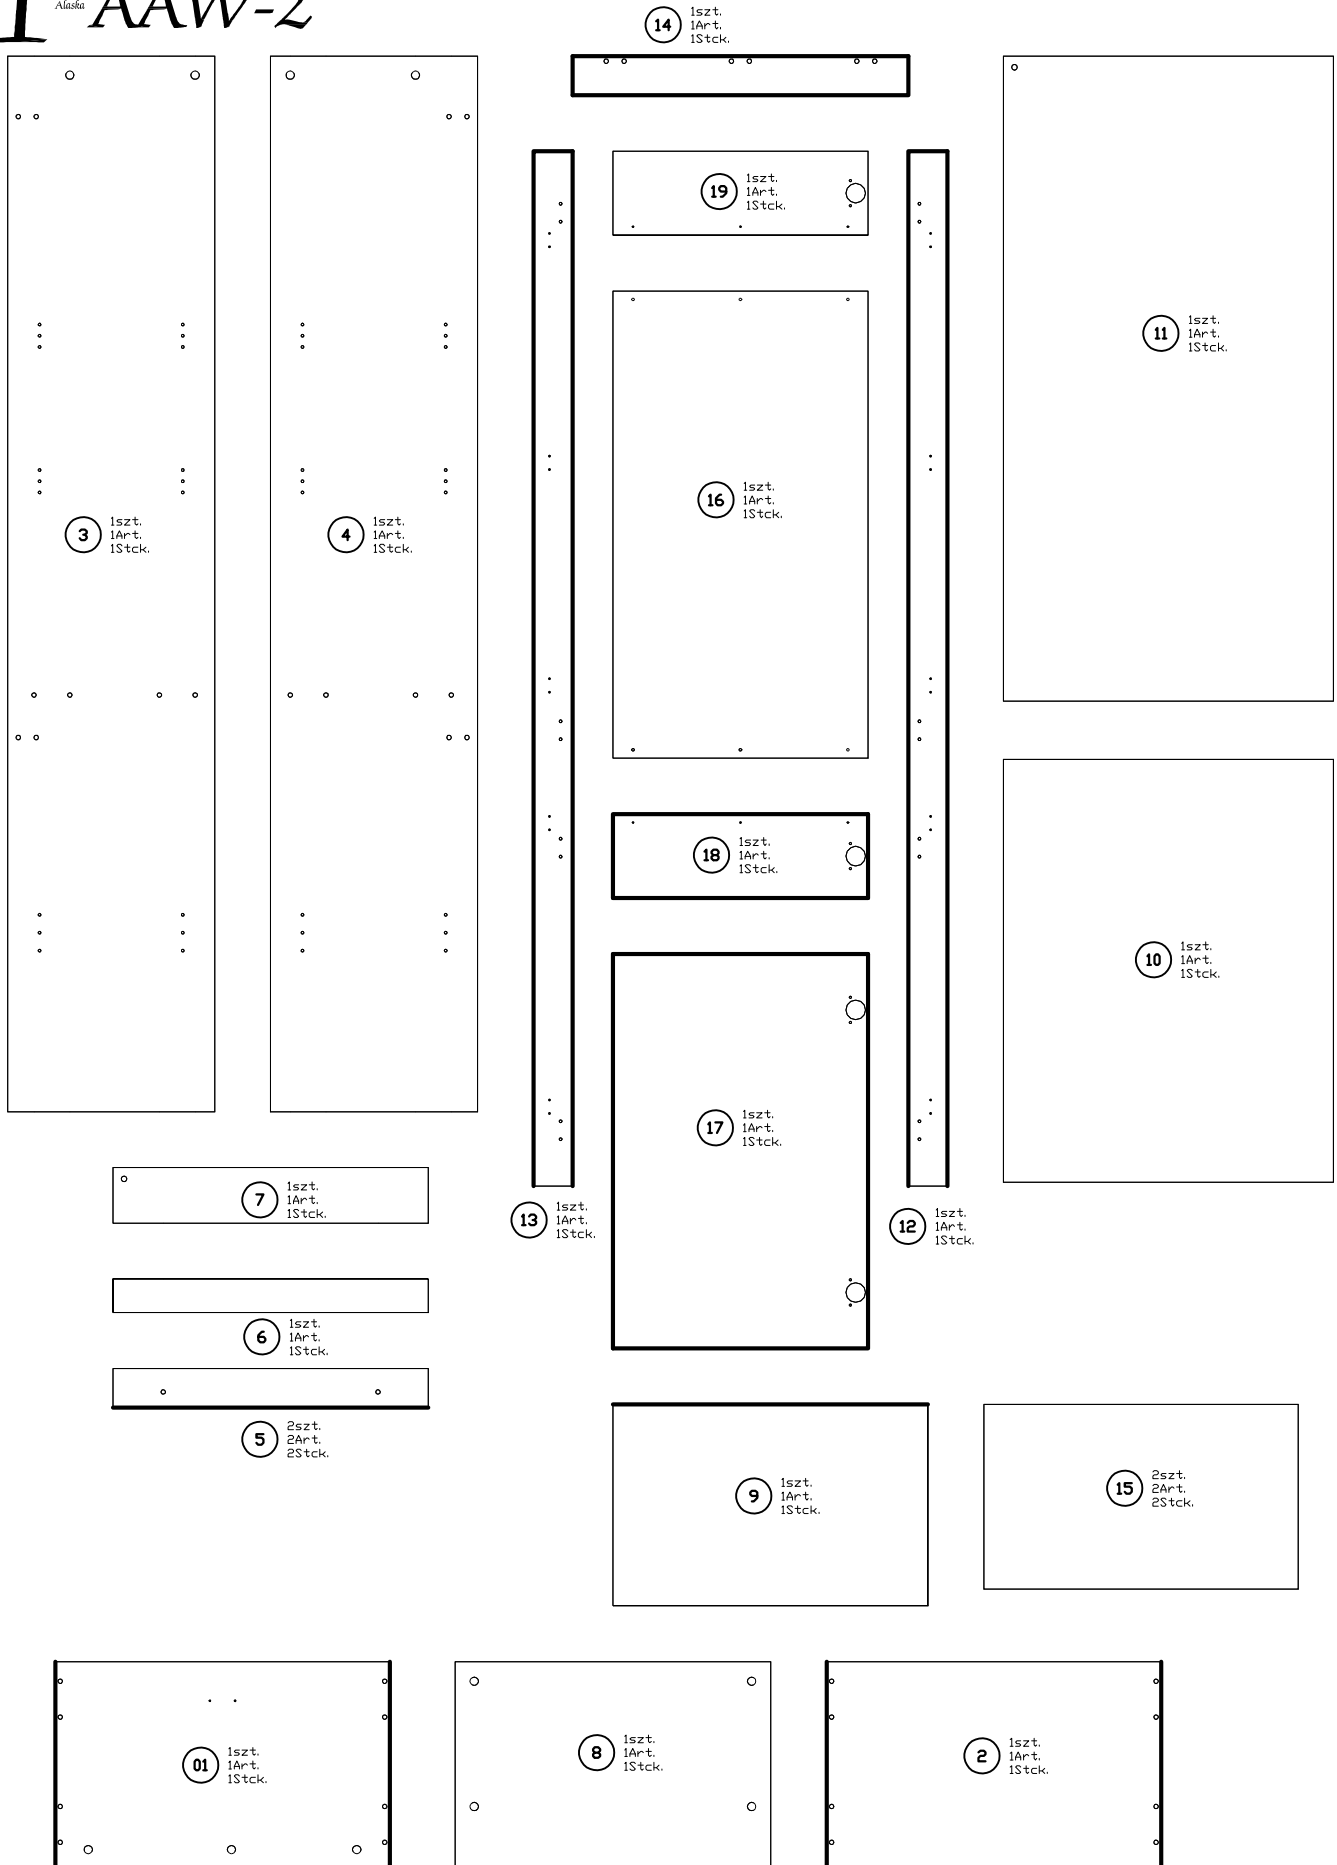 Alaska AAW-2
14 1szt.
1Art.
1Stck.
19 1szt.
1Art.
1Stck.
11 1szt.
1Art.
1Stck.
16 1szt.
1Art.
1Stck.
3 1szt.
1Art.
1Stck.
4 1szt.
1Art.
1Stck.
18 1szt.
1Art.
1Stck.
10 1szt.
1Art.
1Stck.
17 1szt.
1Art.
1Stck.
7 1szt.
1Art.
1Stck.
13 1szt.
1Art.
1Stck.
12 1szt.
1Art.
1Stck.
6 1szt.
1Art.
1Stck.
5 2szt.
2Art.
2Stck.
9 1szt.
1Art.
1Stck.
15 2szt.
2Art.
2Stck.
01 1szt.
1Art.
1Stck.
8 1szt.
1Art.
1Stck.
2 1szt.
1Art.
1Stck.